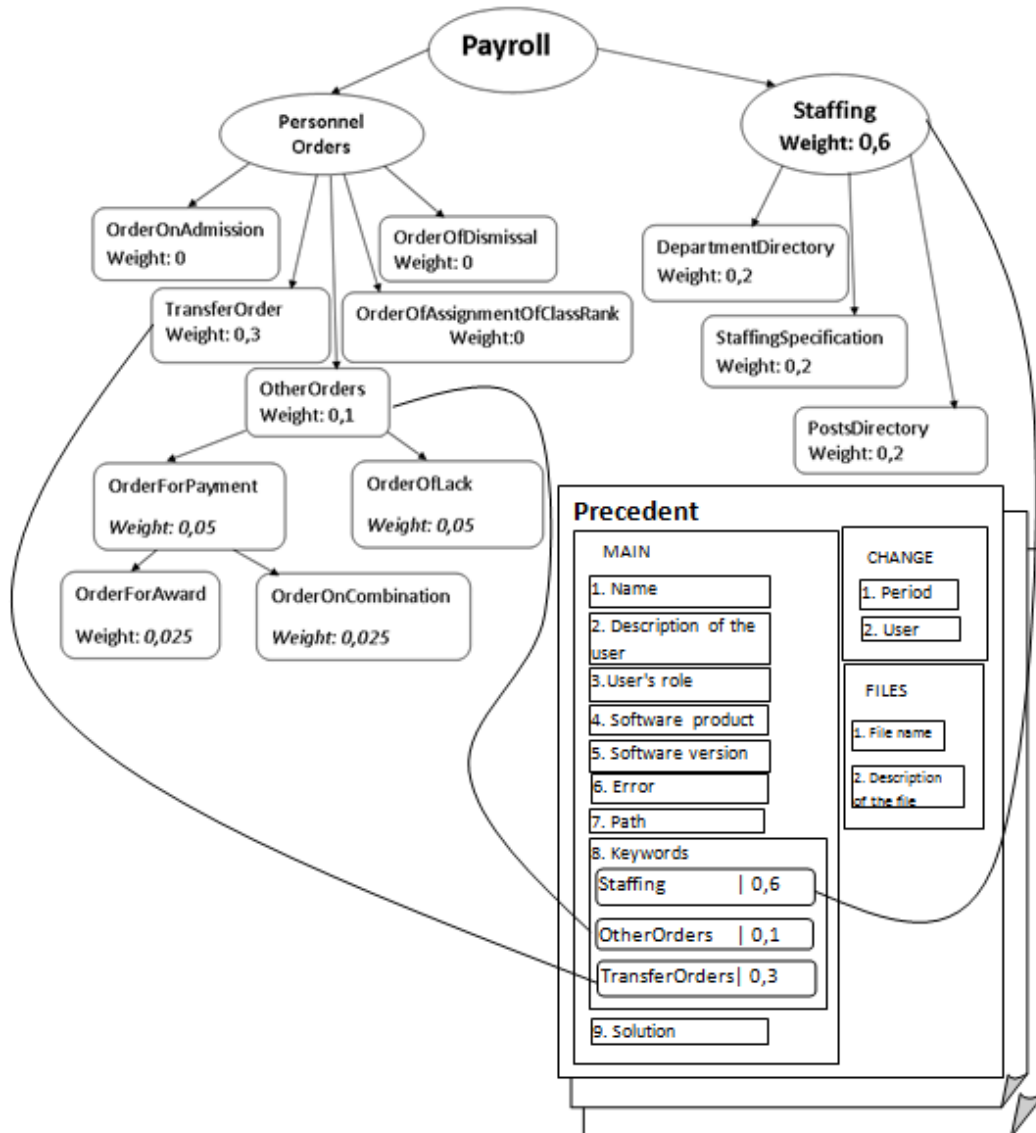 Payroll
Personnel
Orders
Staffing
Weight: 0,6
OrderOnAdmission
Weight: 0
OrderOfDismissal
Weight: 0
TransferOrder
Weight: 0,3
OrderOfAssignmentOfClassRank
Weight:0
OtherOrders
Weight: 0,1
OrderForPayment
Weight: 0,05
OrderOfLack
Weight: 0,05
OrderForAward
Weight: 0,025
OrderOnCombination
Weight: 0,025
DepartmentDirectory
Weight: 0,2
StaffingSpecification
Weight: 0,2
PostsDirectory
Weight: 0,2
Precedent
MAIN
1. Name
2. Description of the
user
3.User's role
4. Software product
5. Software version
6. Error
7. Path
8. Keywords
Staffing | 0,6
OtherOrders | 0,1
TransferOrders| 0,3
9. Solution
CHANGE
1. Period
2. User
FILES
1. File name
2. Description
of the file